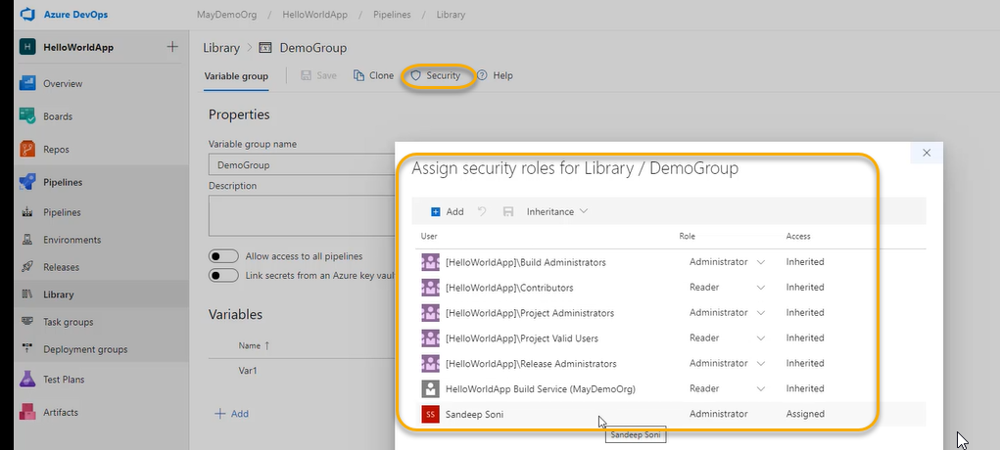 Azure DevOps
MayDemoOrg / HelloWorldApp / Pipelines / Library
H HelloWorldApp
Library > DemoGroup
Variable group Save Clone Security Help
Overview
Boards
Repos
Pipelines
Pipelines
Environments
Releases
Library
Task groups
Deployment groups
Test Plans
Artifacts
Properties
Variable group name
DemoGroup
Description
Allow access to all pipelines
Link secrets from an Azure key vaul
Variables
Name ↑
Var1
+ Add
Assign security roles for Library / DemoGroup
Add Inheritance
User Role Access
[HelloWorldApp]\Build Administrators Administrator Inherited
[HelloWorldApp]\Contributors Reader Inherited
[HelloWorldApp]\Project Administrators Administrator Inherited
[HelloWorldApp]\Project Valid Users Reader Inherited
[HelloWorldApp]\Release Administrators Administrator Inherited
HelloWorldApp Build Service (MayDemoOrg) Reader Inherited
SS Sandeep Soni Administrator Assigned
Sandeep Soni